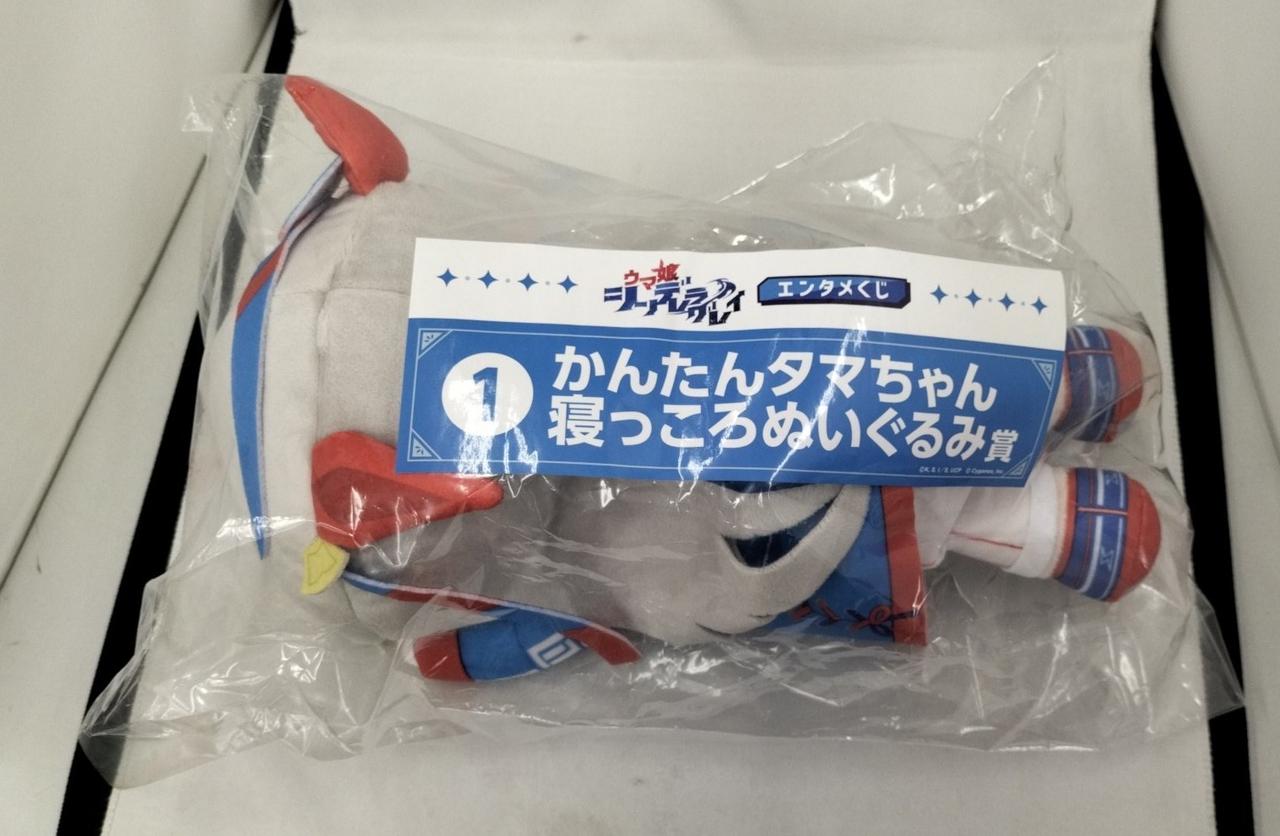 ウマ娘
シンデレラグレイ
エンタメくじ
1
かんたんタマちゃん
寝っころぬいぐるみ賞